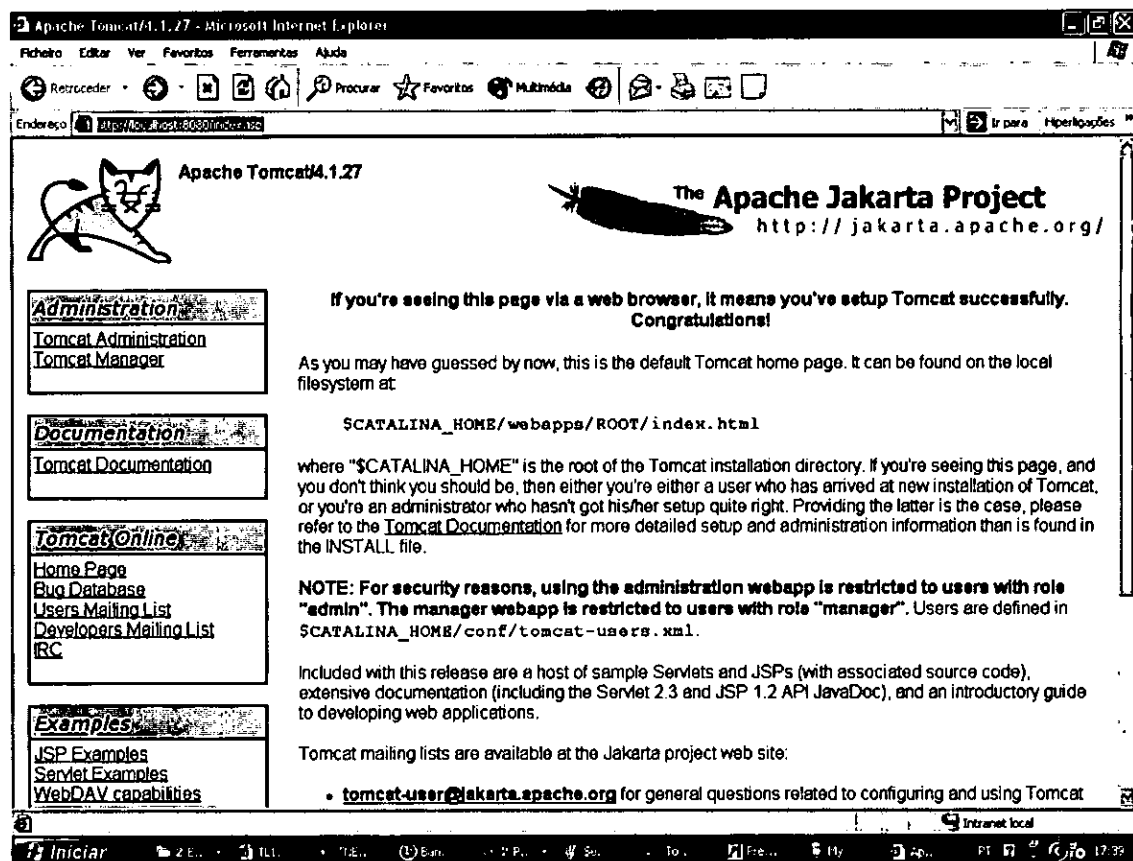 Apache Tomcat/4.1.27 - Microsoft Internet Explorer
Ficheiro Editar Ver Favoritos Ferramentas Ajuda
Retroceder Procurar Favoritos Multimédia
Endereço http://localhost:8080/index.jsp Ir para Hiperligações »
Apache Tomcat/4.1.27
The Apache Jakarta Project
http://jakarta.apache.org/
Administration
Tomcat Administration
Tomcat Manager
Documentation
Tomcat Documentation
Tomcat Online
Home Page
Bug Database
Users Mailing List
Developers Mailing List
IRC
Examples
JSP Examples
Servlet Examples
WebDAV capabilities
If you're seeing this page via a web browser, it means you've setup Tomcat successfully.
Congratulations!
As you may have guessed by now, this is the default Tomcat home page. It can be found on the local
filesystem at:
$CATALINA_HOME/webapps/ROOT/index.html
where "$CATALINA_HOME" is the root of the Tomcat installation directory. If you're seeing this page, and
you don't think you should be, then either you're either a user who has arrived at new installation of Tomcat,
or you're an administrator who hasn't got his/her setup quite right. Providing the latter is the case, please
refer to the Tomcat Documentation for more detailed setup and administration information than is found in
the INSTALL file.
NOTE: For security reasons, using the administration webapp is restricted to users with role
"admin". The manager webapp is restricted to users with role "manager". Users are defined in
$CATALINA_HOME/conf/tomcat-users.xml.
Included with this release are a host of sample Servlets and JSPs (with associated source code),
extensive documentation (including the Servlet 2.3 and JSP 1.2 API JavaDoc), and an introductory guide
to developing web applications.
Tomcat mailing lists are available at the Jakarta project web site:
• tomcat-user@jakarta.apache.org for general questions related to configuring and using Tomcat
Intranet local
Iniciar 2 E... My Ap... PT 17:39